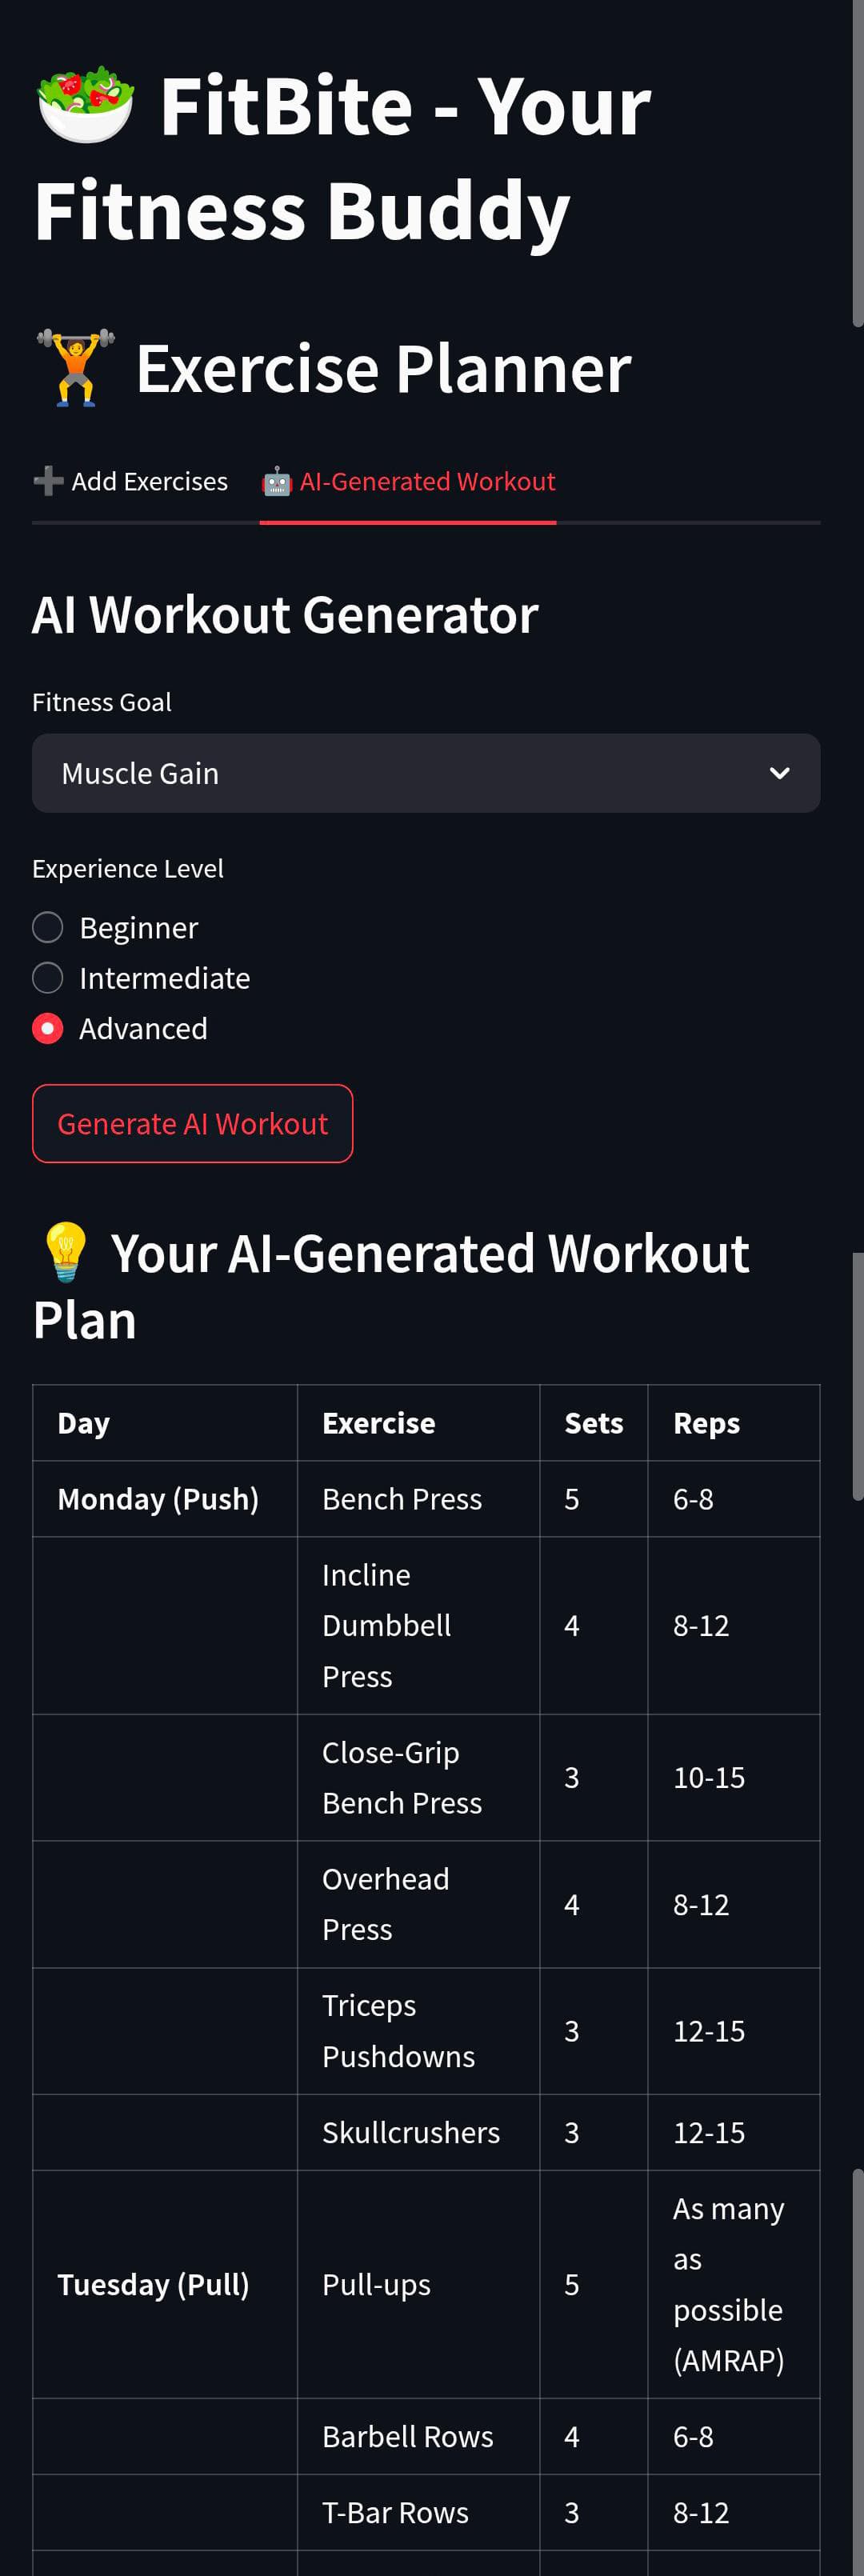 🥗 FitBite - Your
Fitness Buddy
🏋️ Exercise Planner
➕ Add Exercises 🤖 AI-Generated Workout
AI Workout Generator
Fitness Goal
Muscle Gain
Experience Level
Beginner
Intermediate
Advanced
Generate AI Workout
💡 Your AI-Generated Workout
Plan
Day Exercise Sets Reps
Monday (Push) Bench Press 5 6-8
Incline
Dumbbell 4 8-12
Press
Close-Grip
Bench Press 3 10-15
Overhead
Press 4 8-12
Triceps
Pushdowns 3 12-15
Skullcrushers 3 12-15
Tuesday (Pull) Pull-ups 5 As many
as
possible
(AMRAP)
Barbell Rows 4 6-8
T-Bar Rows 3 8-12